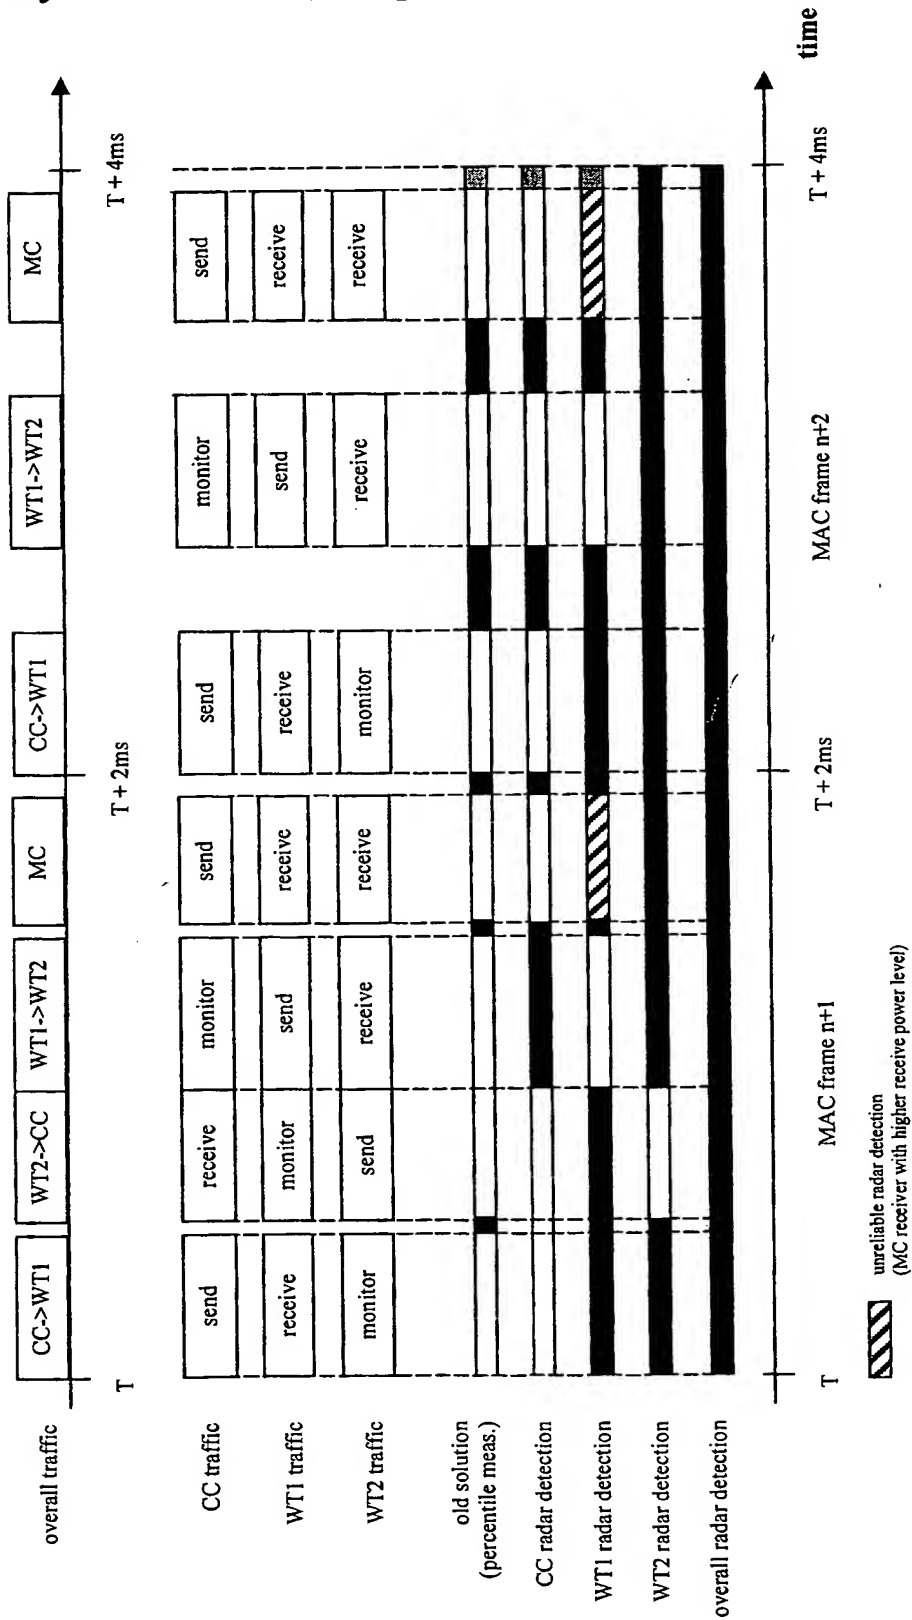 overall traffic
CC->WT1
WT2->CC
WT1->WT2
MC
CC->WT1
WT1->WT2
MC
T
T + 2ms
T + 4ms
CC traffic
send
receive
monitor
send
send
monitor
send
WT1 traffic
receive
monitor
send
receive
receive
send
receive
WT2 traffic
monitor
send
receive
receive
monitor
receive
receive
old solution
(percentile meas.)
CC radar detection
WT1 radar detection
WT2 radar detection
overall radar detection
T
MAC frame n+1
T + 2ms
MAC frame n+2
T + 4ms
time
unreliable radar detection
(MC receiver with higher receive power level)